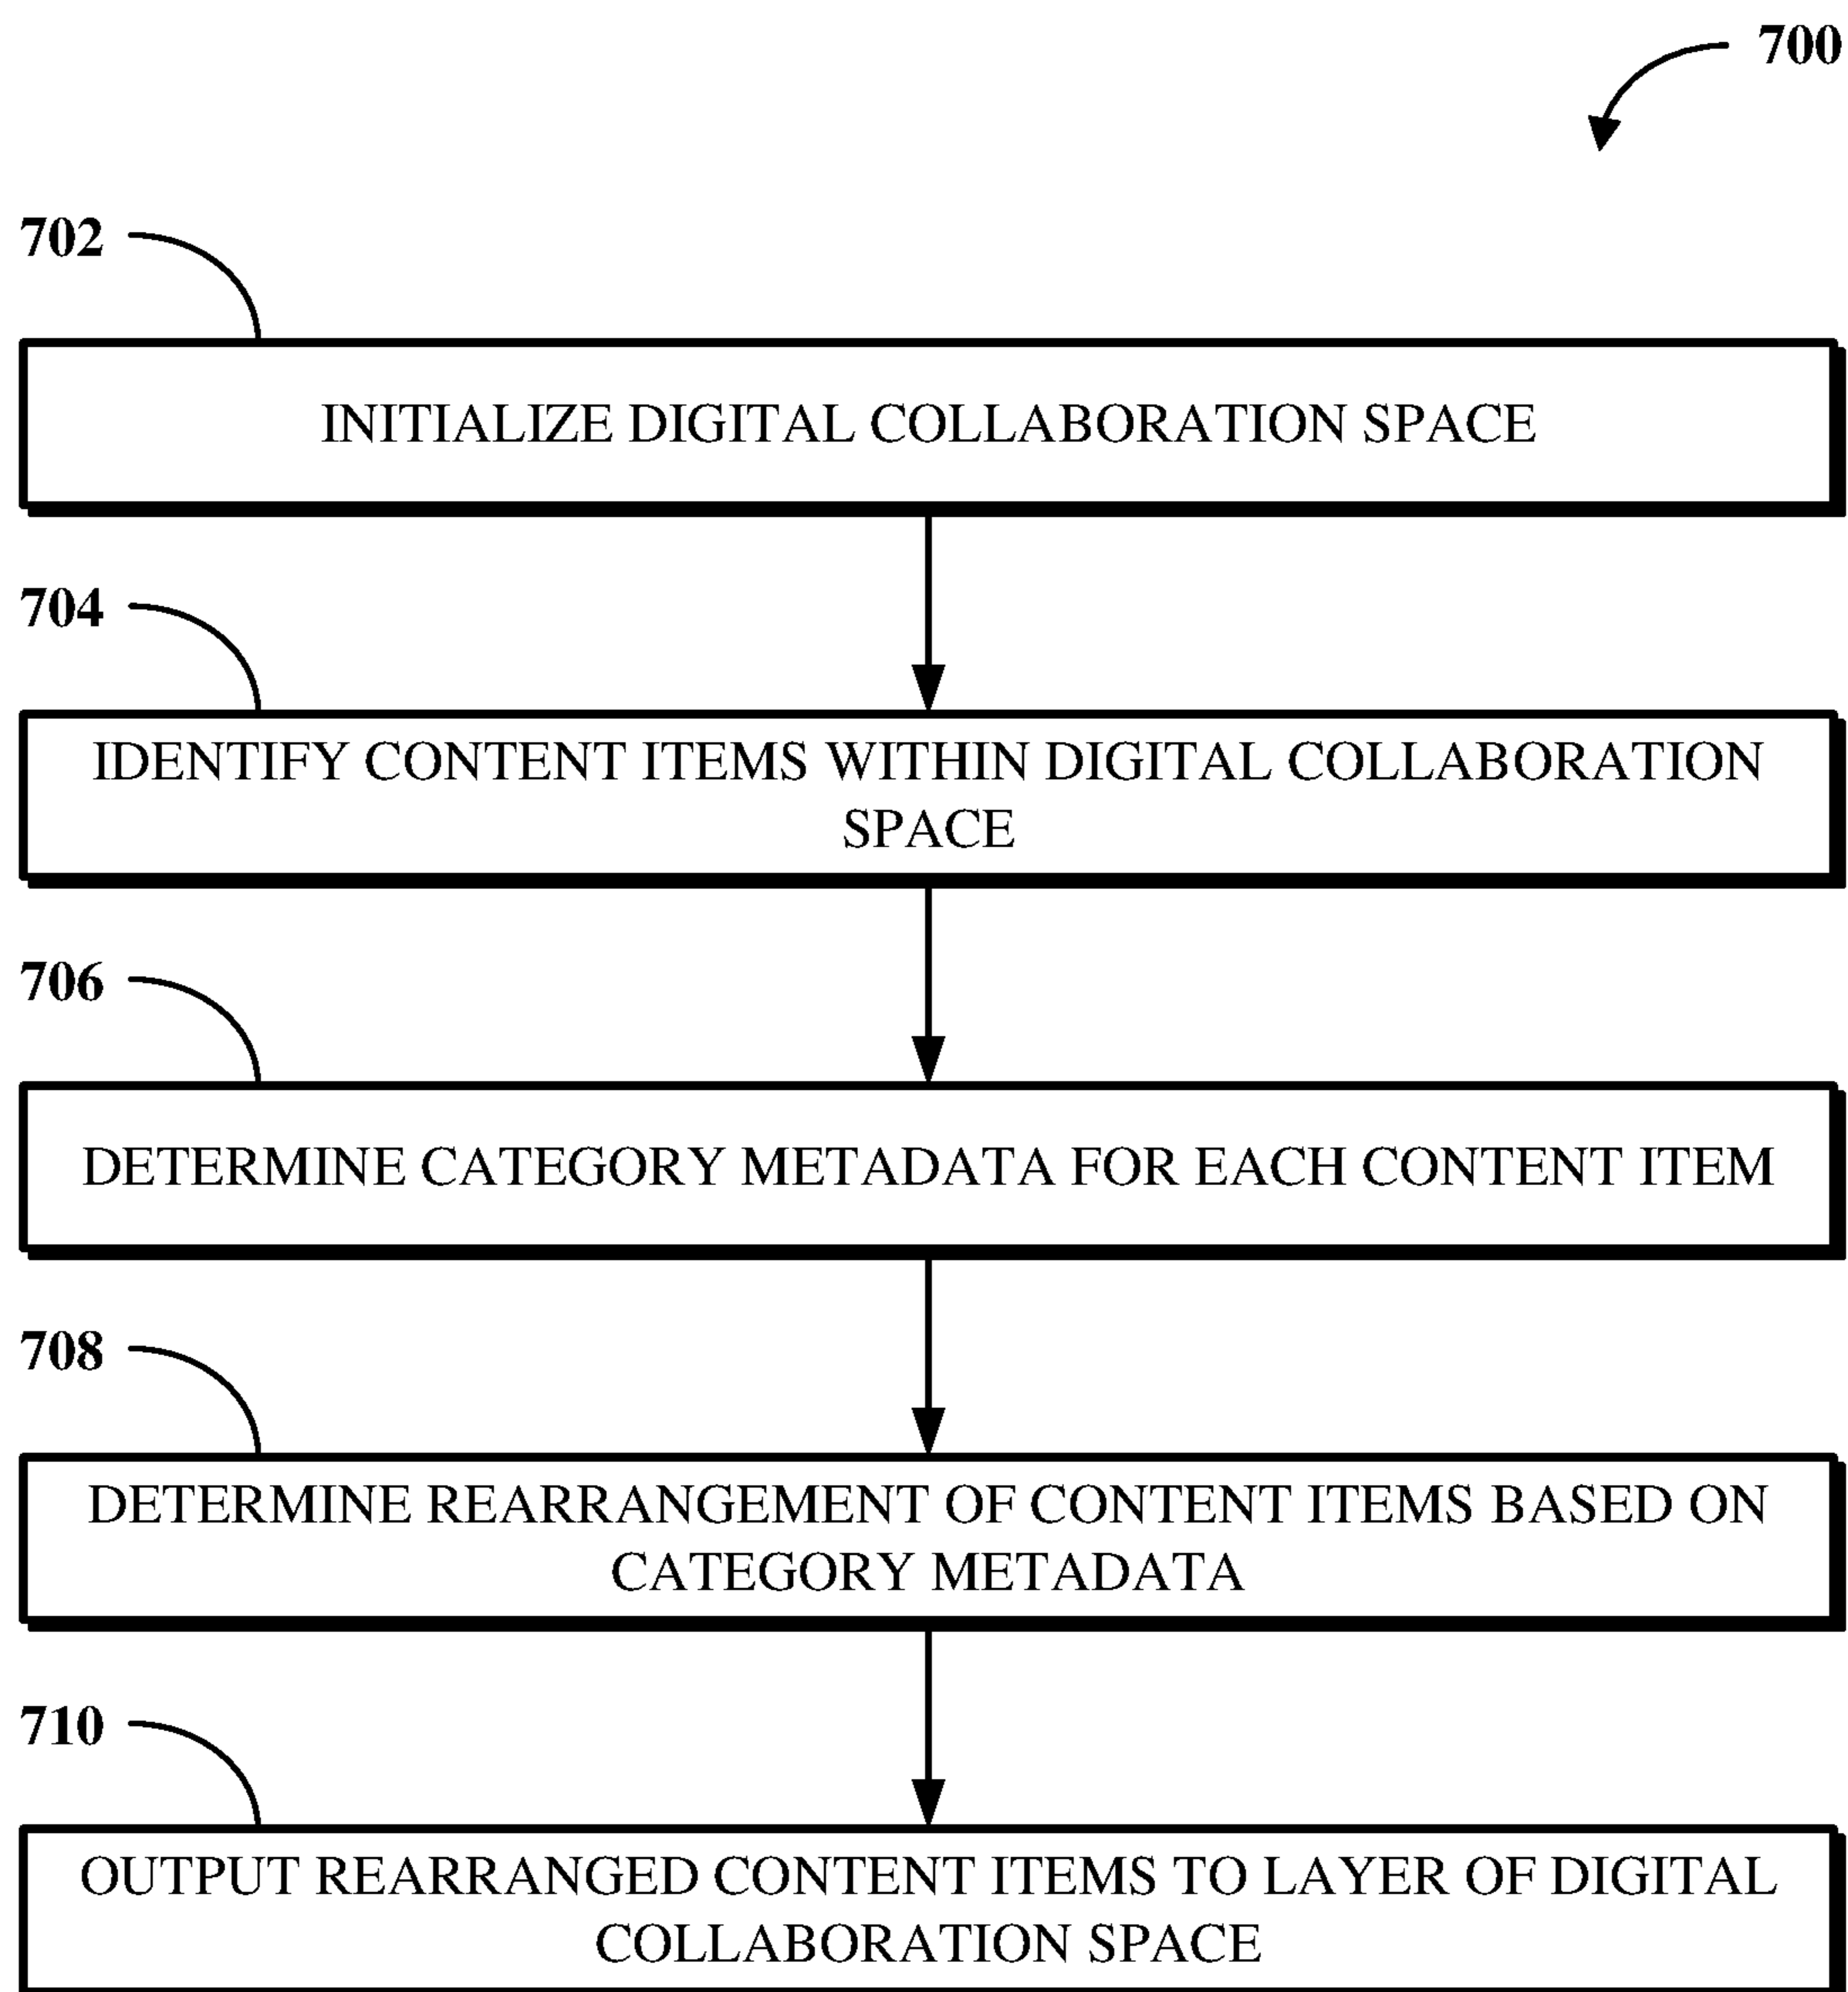 700
702
INITIALIZE DIGITAL COLLABORATION SPACE
704
IDENTIFY CONTENT ITEMS WITHIN DIGITAL COLLABORATION
SPACE
706
DETERMINE CATEGORY METADATA FOR EACH CONTENT ITEM
708
DETERMINE REARRANGEMENT OF CONTENT ITEMS BASED ON
CATEGORY METADATA
710
OUTPUT REARRANGED CONTENT ITEMS TO LAYER OF DIGITAL
COLLABORATION SPACE